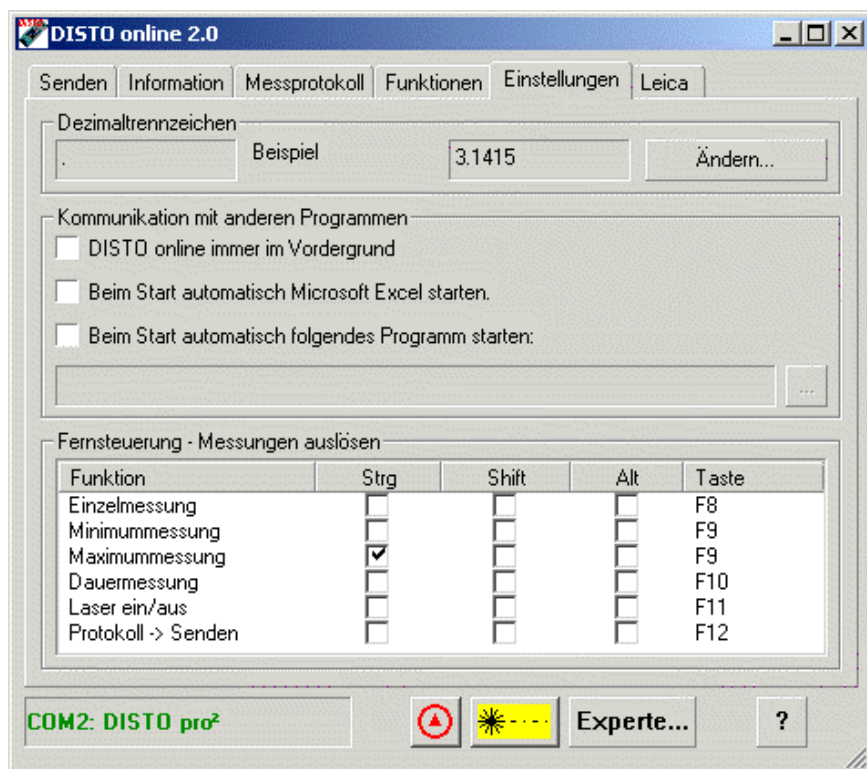 DISTO online 2.0
Senden Information Messprotokoll Funktionen Einstellungen Leica
Dezimaltrennzeichen
. Beispiel 3.1415 Ändern...
Kommunikation mit anderen Programmen
DISTO online immer im Vordergrund
Beim Start automatisch Microsoft Excel starten.
Beim Start automatisch folgendes Programm starten:
...
Fernsteuerung - Messungen auslösen
Funktion Strg Shift Alt Taste
Einzelmessung F8
Minimummessung F9
Maximummessung F9
Dauermessung F10
Laser ein/aus F11
Protokoll -> Senden F12
COM2: DISTO pro² Experte... ?